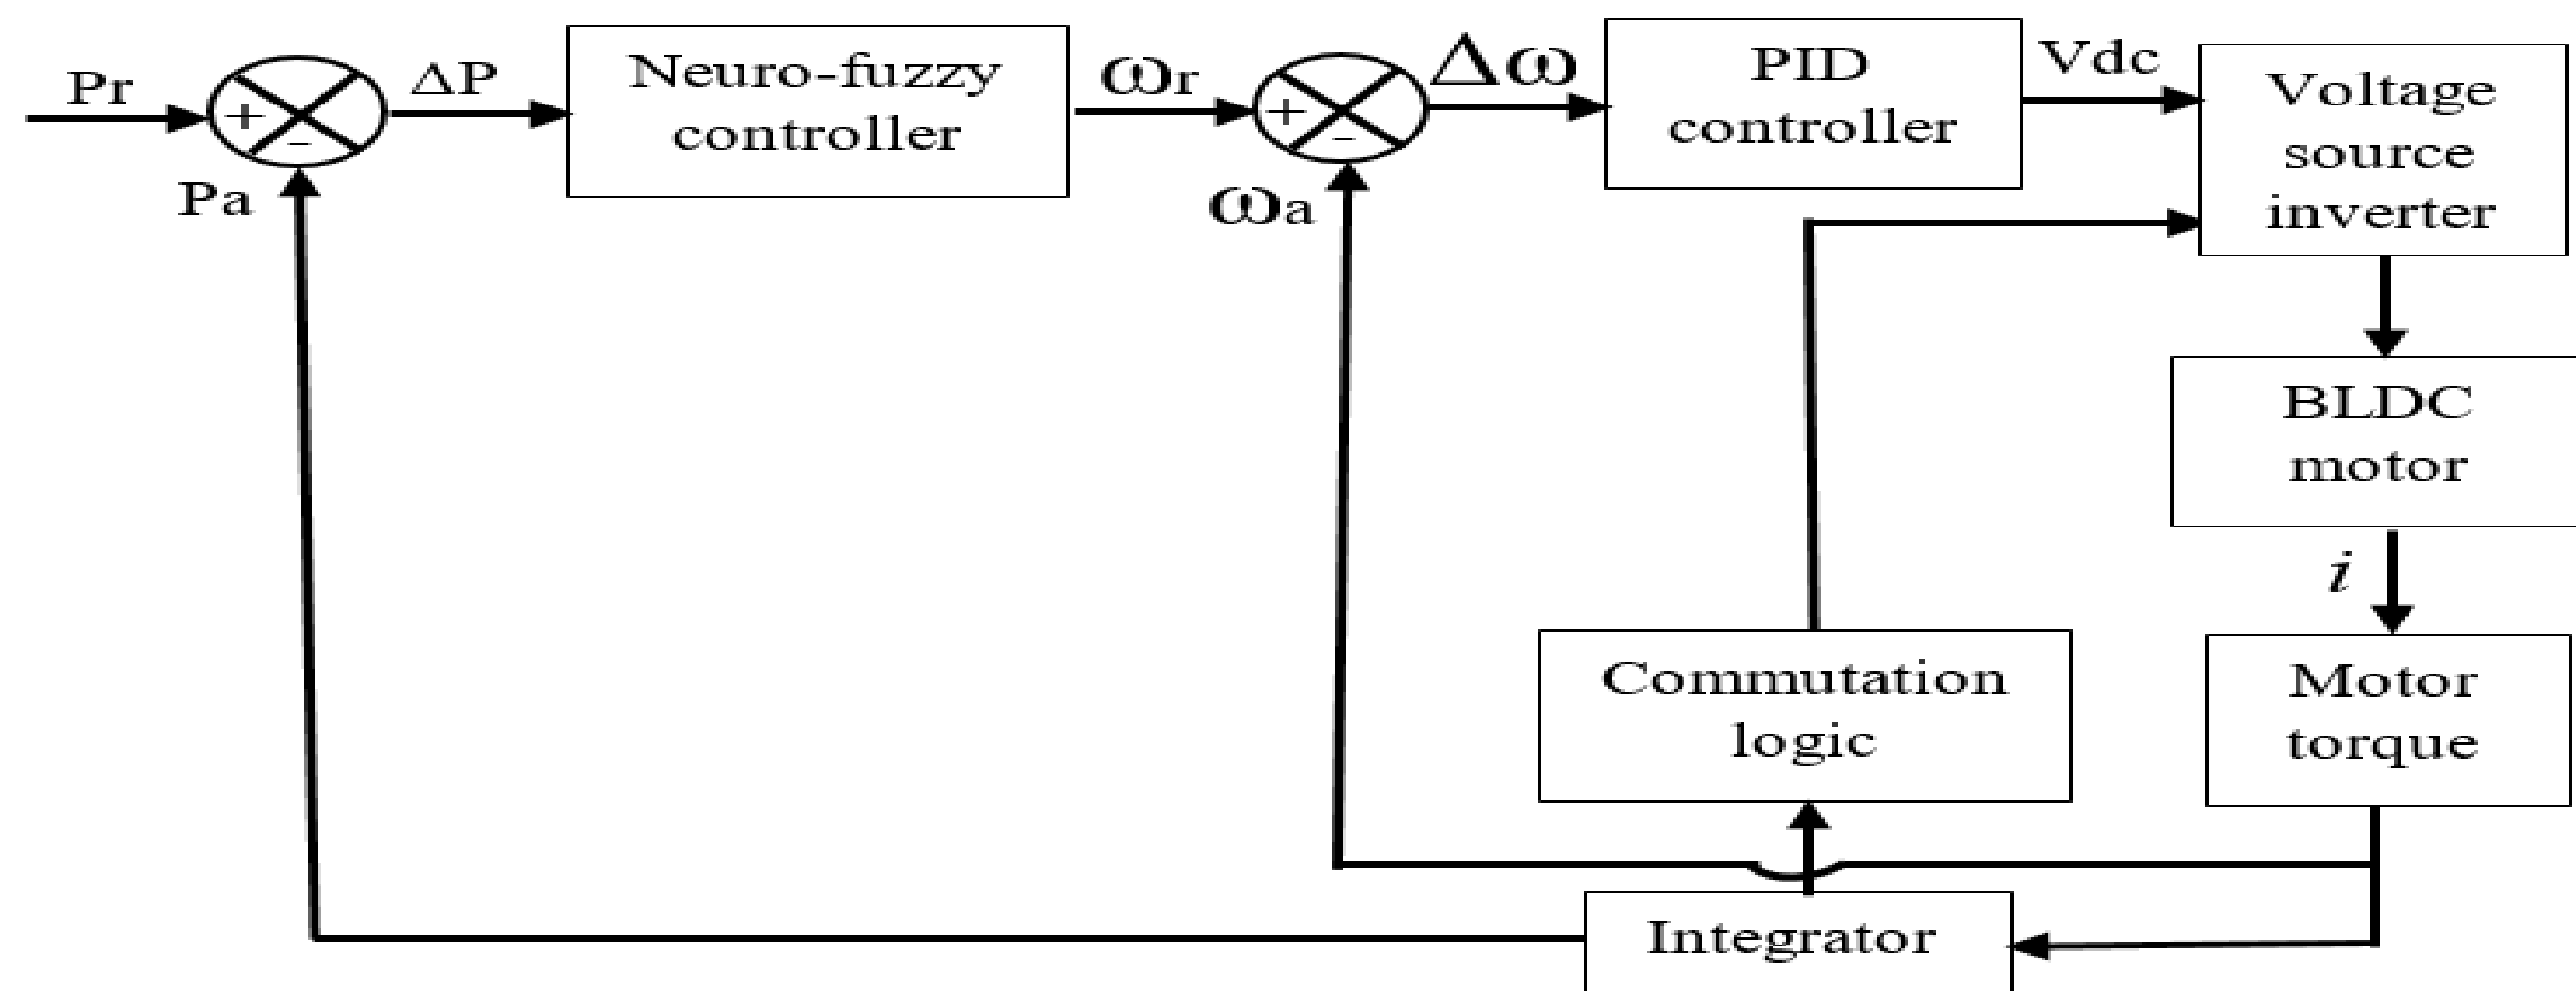 Pr
+
-
Pa
ΔP
Neuro-fuzzy
controller
ωr
+
-
ωa
Δω
PID
controller
Vdc
Voltage
source
inverter
BLDC
motor
i
Motor
torque
Commutation
logic
Integrator